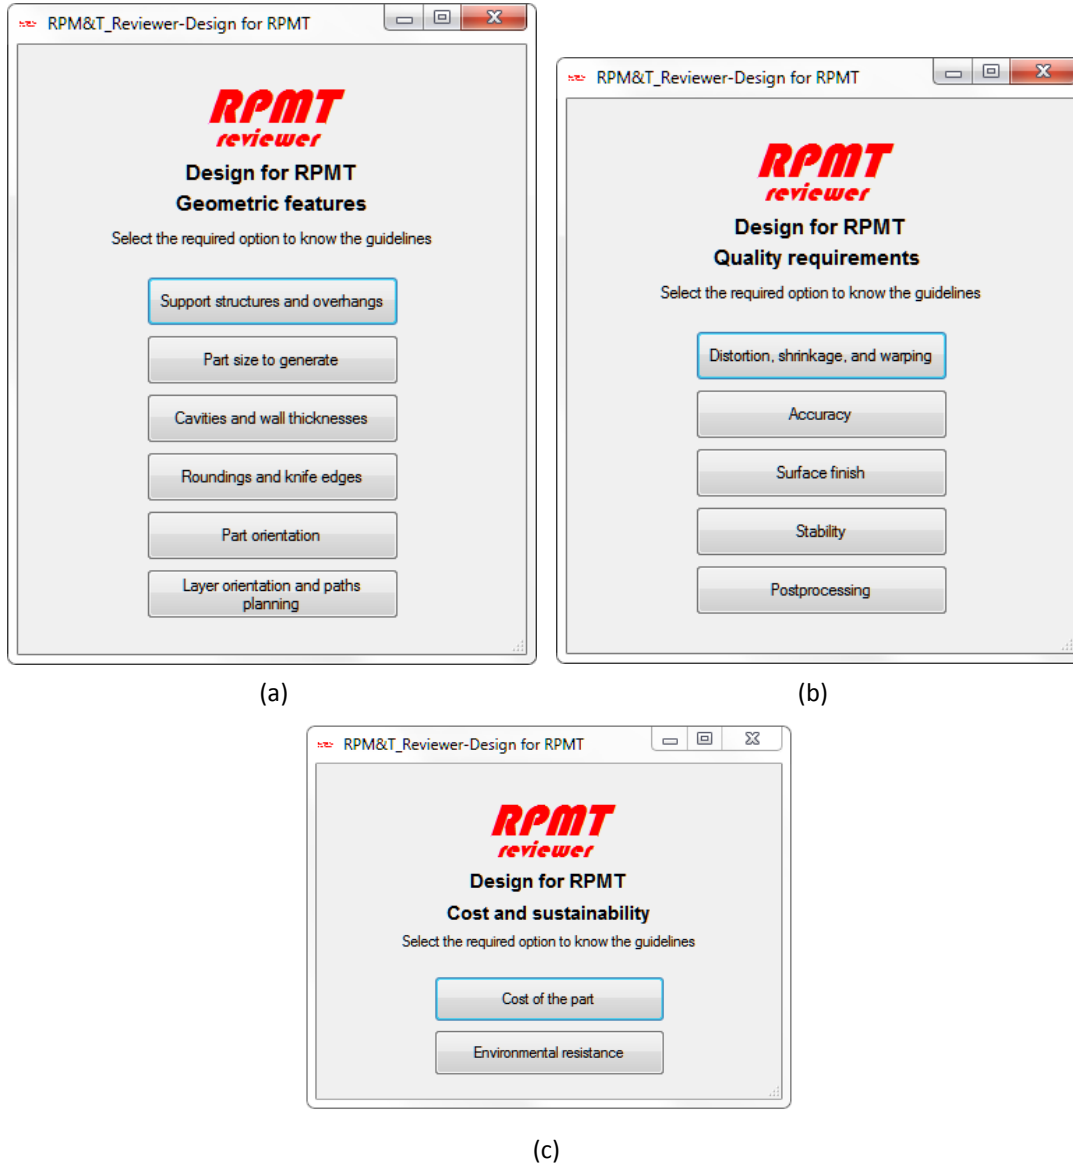 RPM&T_Reviewer-Design for RPMT
RPMT
reviewer
Design for RPMT
Geometric features
Select the required option to know the guidelines
Support structures and overhangs
Part size to generate
Cavities and wall thicknesses
Roundings and knife edges
Part orientation
Layer orientation and paths
planning
(a)
RPM&T_Reviewer-Design for RPMT
RPMT
reviewer
Design for RPMT
Quality requirements
Select the required option to know the guidelines
Distortion, shrinkage, and warping
Accuracy
Surface finish
Stability
Postprocessing
(b)
RPM&T_Reviewer-Design for RPMT
RPMT
reviewer
Design for RPMT
Cost and sustainability
Select the required option to know the guidelines
Cost of the part
Environmental resistance
(c)